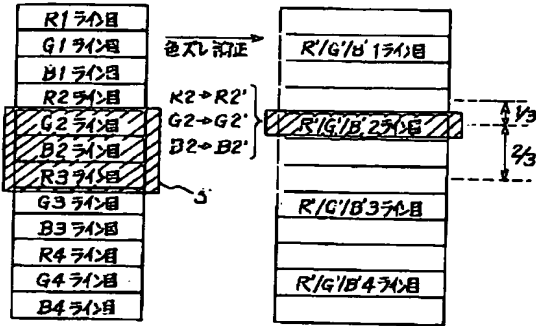 R1ライン目
G1ライン目
B1ライン目
R2ライン目
G2ライン目
B2ライン目
R3ライン目
G3ライン目
B3ライン目
R4ライン目
G4ライン目
B4ライン目
色ズレ訂正
R2→R2'
G2→G2'
B2→B2'
5
R'/G'/B'1ライン目
R'/G'/B'2ライン目
R'/G'/B'3ライン目
R'/G'/B'4ライン目
1/3
2/3